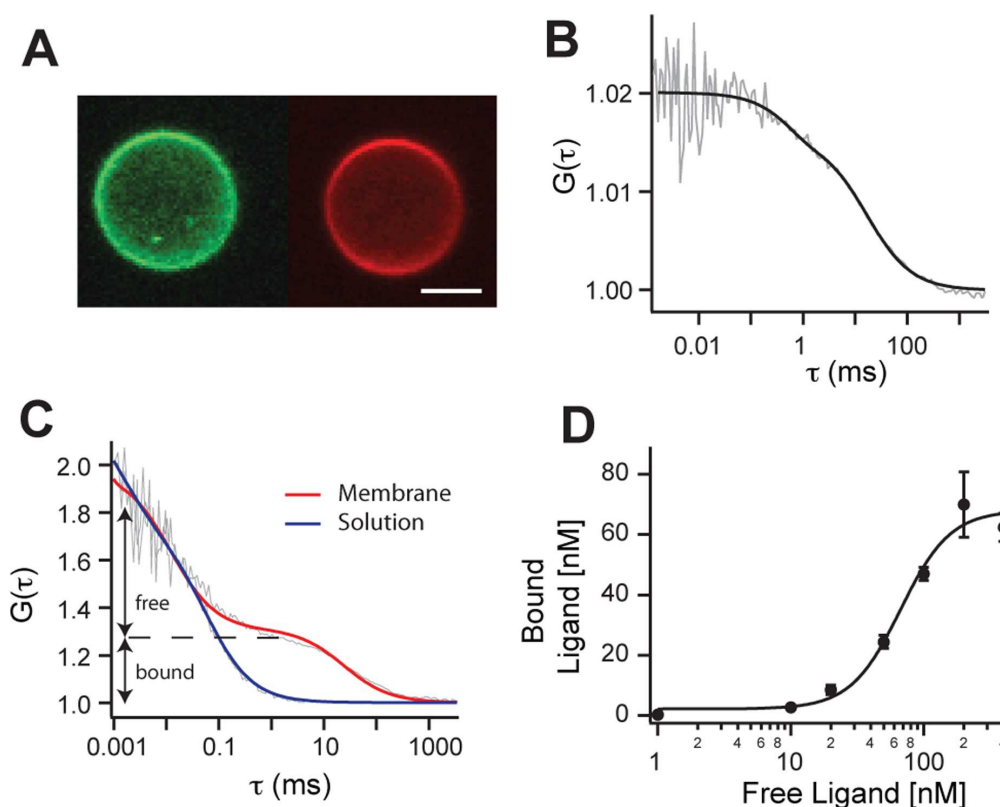 A
B
G(τ)
1.02
1.01
1.00
0.01
1
100
τ (ms)
C
G(τ)
2.0
1.8
1.6
1.4
1.2
1.0
Membrane
Solution
free
bound
0.001
0.1
10
1000
τ (ms)
D
Bound
Ligand [nM]
80
60
40
20
0
2 4 6 8 2 4 6 8 2
1 10 100
Free Ligand [nM]